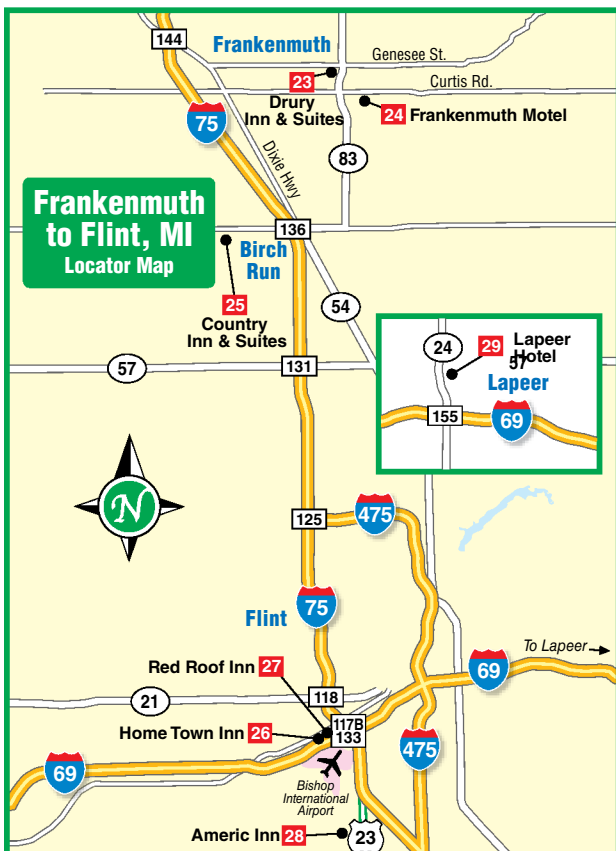 144
Frankenmuth
Genesee St.
23
Curtis Rd.
Drury
Inn & Suites
24 Frankenmuth Motel
75
Dixie Hwy
83
Frankenmuth
to Flint, MI
Locator Map
136
Birch
Run
25
54
Country
Inn & Suites
24
29
Lapeer
Hotel
57
Lapeer
57
131
155
69
N
125
475
75
Flint
To Lapeer
Red Roof Inn 27
69
21
118
117B
133
Home Town Inn 26
475
69
Bishop
International
Airport
Americ Inn 28
23